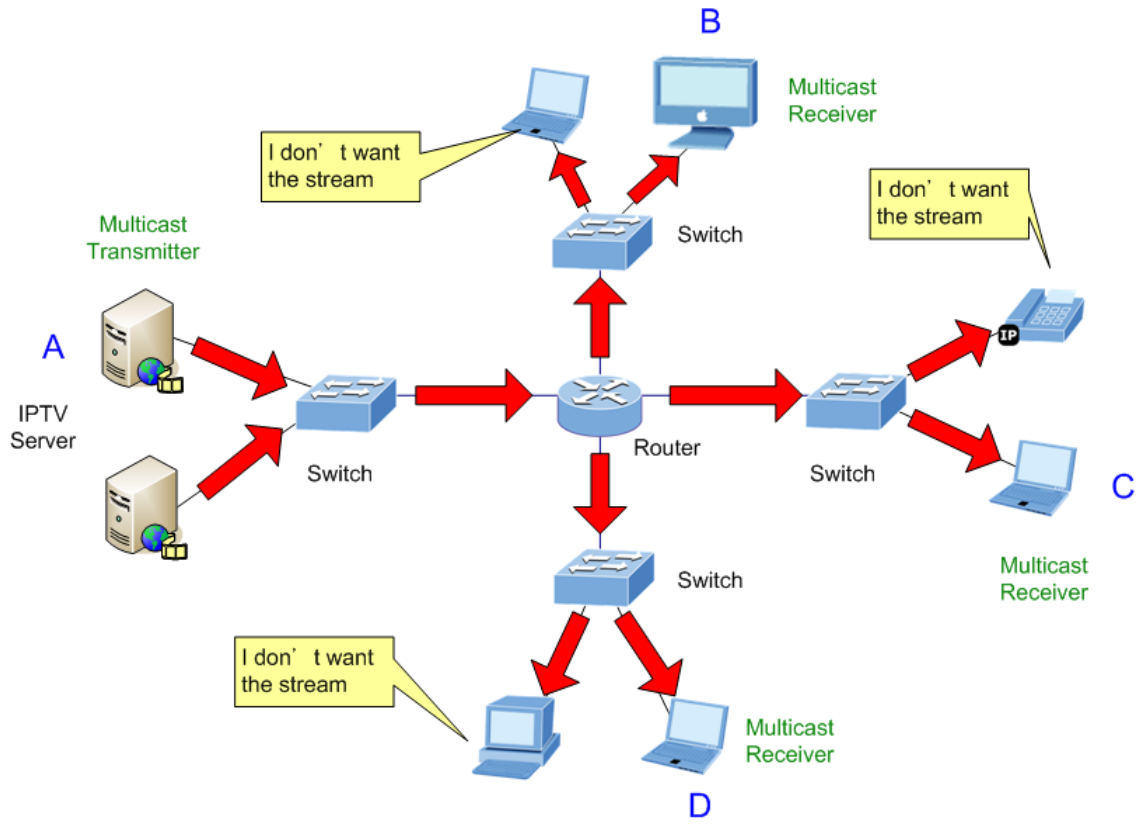 B
Multicast
Receiver
I don’t want
the stream
I don’t want
the stream
Switch
Multicast
Transmitter
A
IP
IPTV
Server
Switch
Router
Switch
C
Multicast
Receiver
Switch
I don’t want
the stream
Multicast
Receiver
D